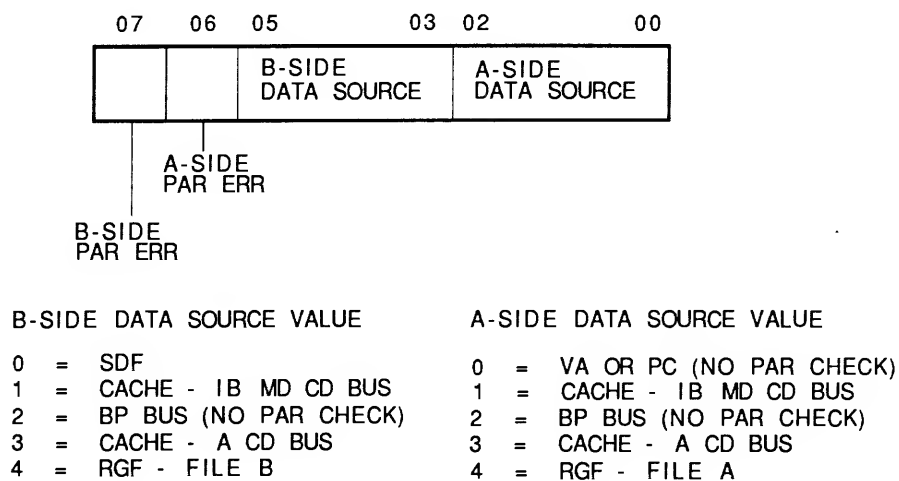 07 06 05 03 02 00
B-SIDE DATA SOURCE
A-SIDE DATA SOURCE
A-SIDE PAR ERR
B-SIDE PAR ERR
B-SIDE DATA SOURCE VALUE
0 = SDF
1 = CACHE - IB MD CD BUS
2 = BP BUS (NO PAR CHECK)
3 = CACHE - A CD BUS
4 = RGF - FILE B
A-SIDE DATA SOURCE VALUE
0 = VA OR PC (NO PAR CHECK)
1 = CACHE - IB MD CD BUS
2 = BP BUS (NO PAR CHECK)
3 = CACHE - A CD BUS
4 = RGF - FILE A